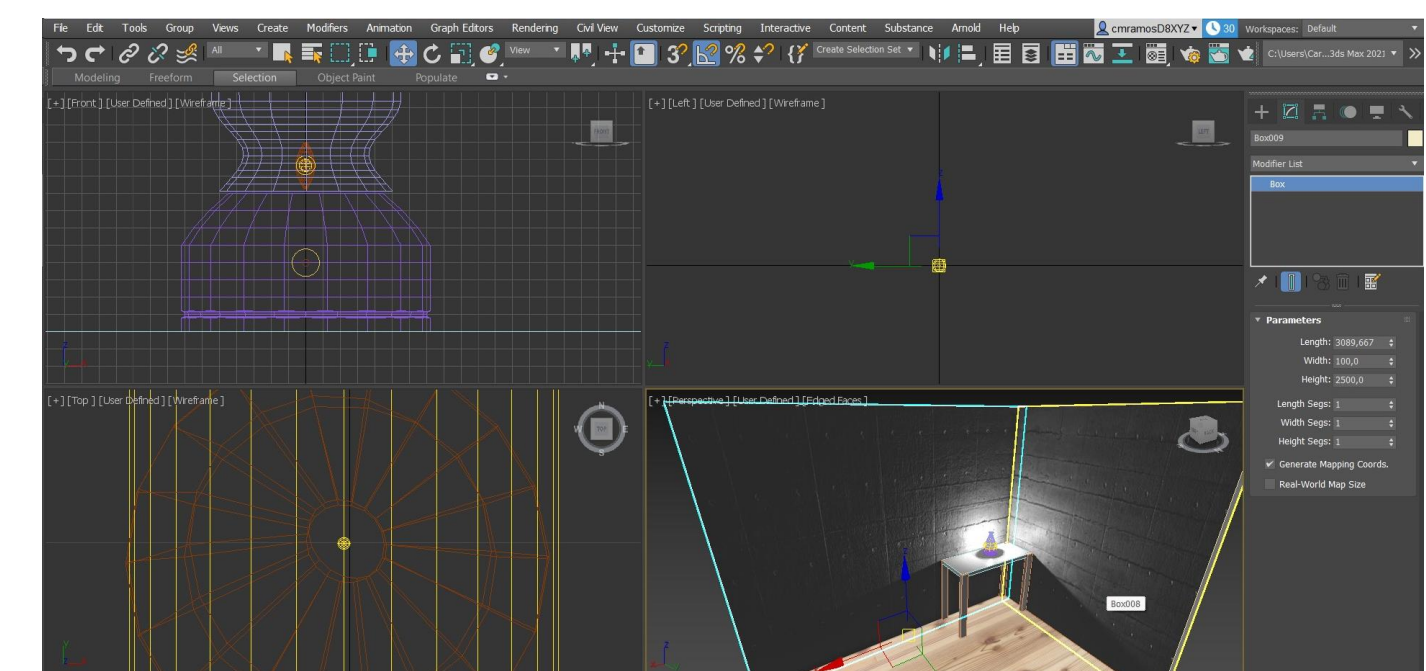 File Edit Tools Group Views Create Modifiers Animation Graph Editors Rendering Civil View Customize Scripting Interactive Content Substance Arnold Help cmramosD8XYZ 30 Workspaces: Default
All View Create Selection Set C:\Users\Car...3ds Max 2021
Modeling Freeform Selection Object Paint Populate
[+] [Front ] [User Defined ] [Wireframe ]
FRONT
[+] [Left ] [User Defined ] [Wireframe ]
LEFT
Box009
Modifier List
Box
Parameters
Length: 3089,667
Width: 100,0
Height: 2500,0
Length Segs: 1
Width Segs: 1
Height Segs: 1
Generate Mapping Coords.
Real-World Map Size
z
y
z
x
z
y
[+] [Top ] [User Defined ] [Wireframe ]
N
W TOP E
S
y
[+] [Perspective ] [User Defined ] [Edged Faces ]
Box008
z